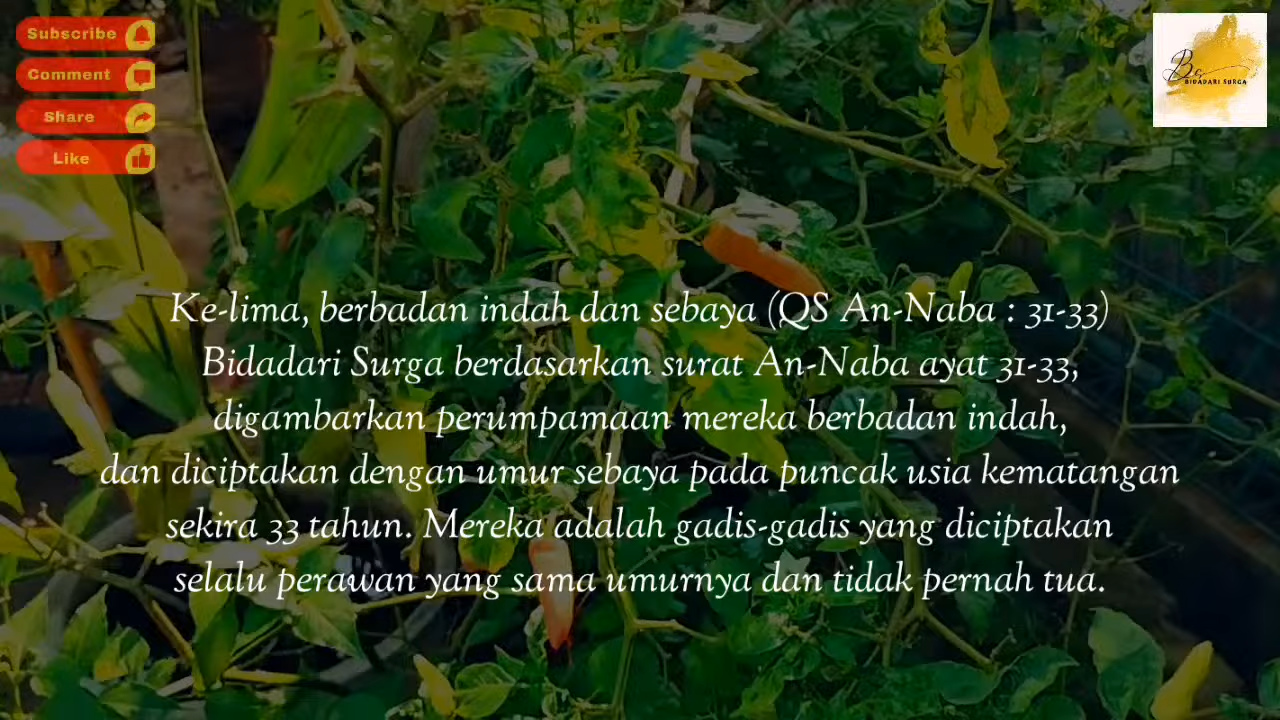 Subscribe
Comment
Share
Like
Bs
BIDADARI SURGA
Ke-lima, berbadan indah dan sebaya (QS An-Naba : 31-33)
Bidadari Surga berdasarkan surat An-Naba ayat 31-33,
digambarkan perumpamaan mereka berbadan indah,
dan diciptakan dengan umur sebaya pada puncak usia kematangan
sekira 33 tahun. Mereka adalah gadis-gadis yang diciptakan
selalu perawan yang sama umurnya dan tidak pernah tua.